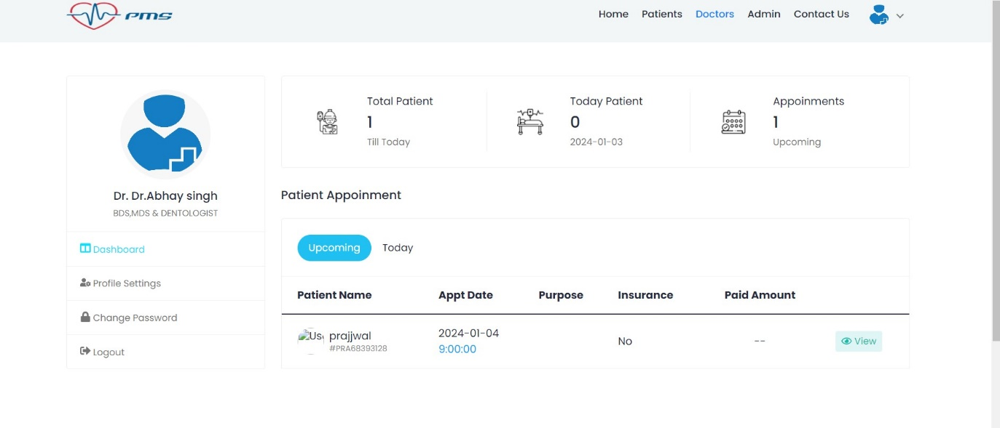 PMS
Home Patients Doctors Admin Contact Us
Total Patient
1
Till Today
Today Patient
0
2024-01-03
Appoinments
1
Upcoming
Dr. Dr.Abhay singh
BDS,MDS & DENTOLOGIST
Dashboard
Profile Settings
Change Password
Logout
Patient Appoinment
Upcoming Today
Patient Name Appt Date Purpose Insurance Paid Amount
Us prajjwal 2024-01-04 No -- View
#PRA68393128 9:00:00